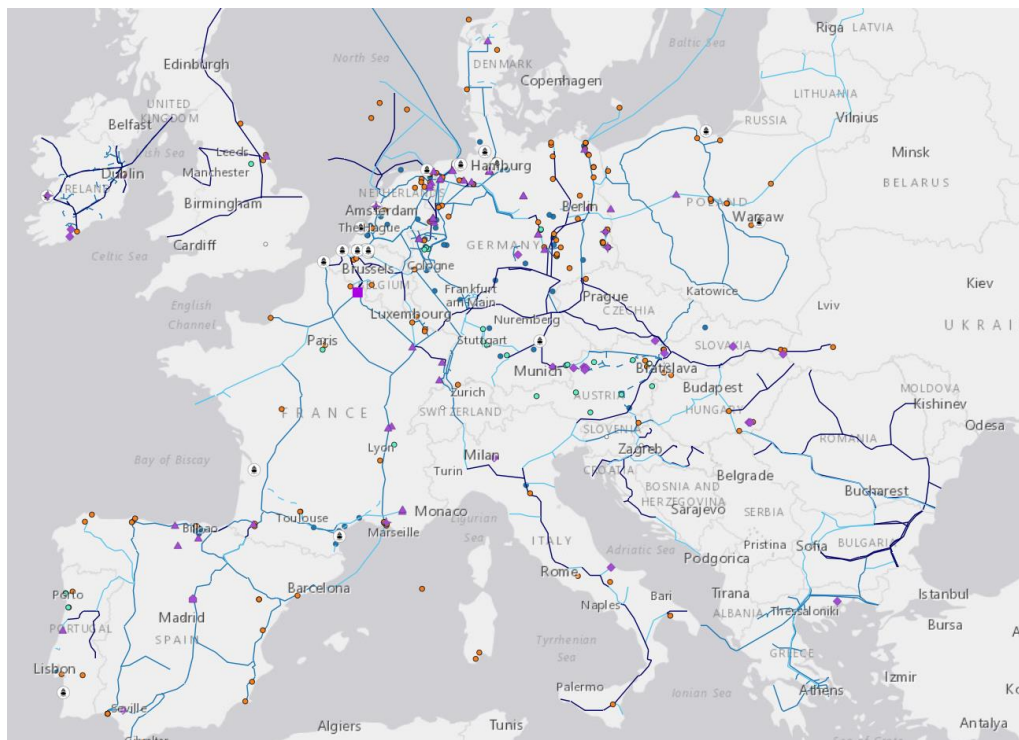 Riga
LATVIA
Edinburgh
North Sea
Baltic Sea
DENMARK
Copenhagen
LITHUANIA
UNITED
KINGDOM
Belfast
RUSSIA
Vilnius
Minsk
Irish Sea
Leeds
Hamburg
Dublin
Manchester
IRELAND
NETHERLANDS
BELARUS
Birmingham
Amsterdam
Berlin
POLAND
Warsaw
The Hague
Cardiff
GERMANY
Celtic Sea
Brussels
Cologne
BELGIUM
Kiev
English
Channel
Frankfurt
am Main
Prague
Katowice
Lviv
Luxembourg
CZECHIA
Nuremberg
UKRAI
Paris
Stuttgart
SLOVAKIA
Munich
Bratislava
Budapest
MOLDOVA
Zurich
AUSTRIA
Kishinev
FRANCE
SWITZERLAND
HUNGARY
Odesa
SLOVENIA
ROMANIA
Lyon
Zagreb
Milan
Bay of Biscay
Turin
CROATIA
Belgrade
BOSNIA AND
HERZEGOVINA
Bucharest
Monaco
Sarajevo
SERBIA
Toulouse
Ligurian
Sea
Bilbao
Marseille
ITALY
Adriatic Sea
Pristina
Sofia
BULGARIA
Podgorica
Rome
Barcelona
Tirana
Istanbul
Porto
Bari
Naples
ALBANIA
Thessaloniki
Madrid
Bursa
PORTUGAL
SPAIN
Tyrrhenian
Sea
GREECE
Lisbon
Izmir
Palermo
Ionian Sea
Athens
Seville
Algiers
Tunis
Antalya
Gibraltar
Sea of Crete